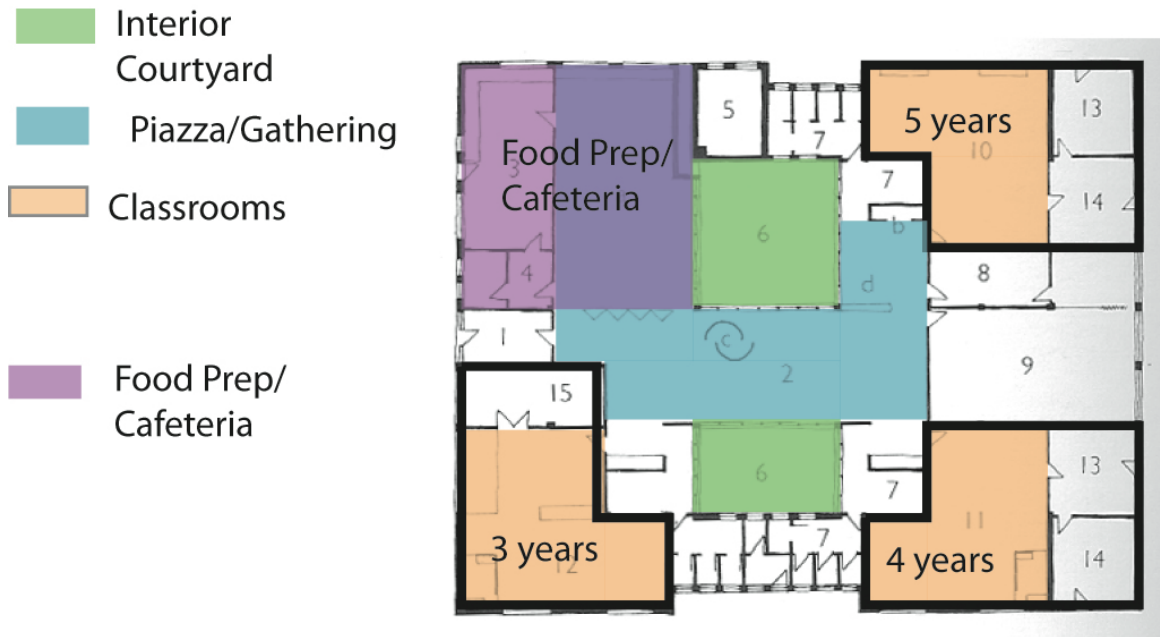 Interior
Courtyard
Piazza/Gathering
Classrooms
Food Prep/
Cafeteria
5
7
5 years
10
13
Food Prep/
Cafeteria
3
7
14
6
b
4
d
8
1
c
9
2
15
6
7
13
11
3 years
12
7
4 years
14